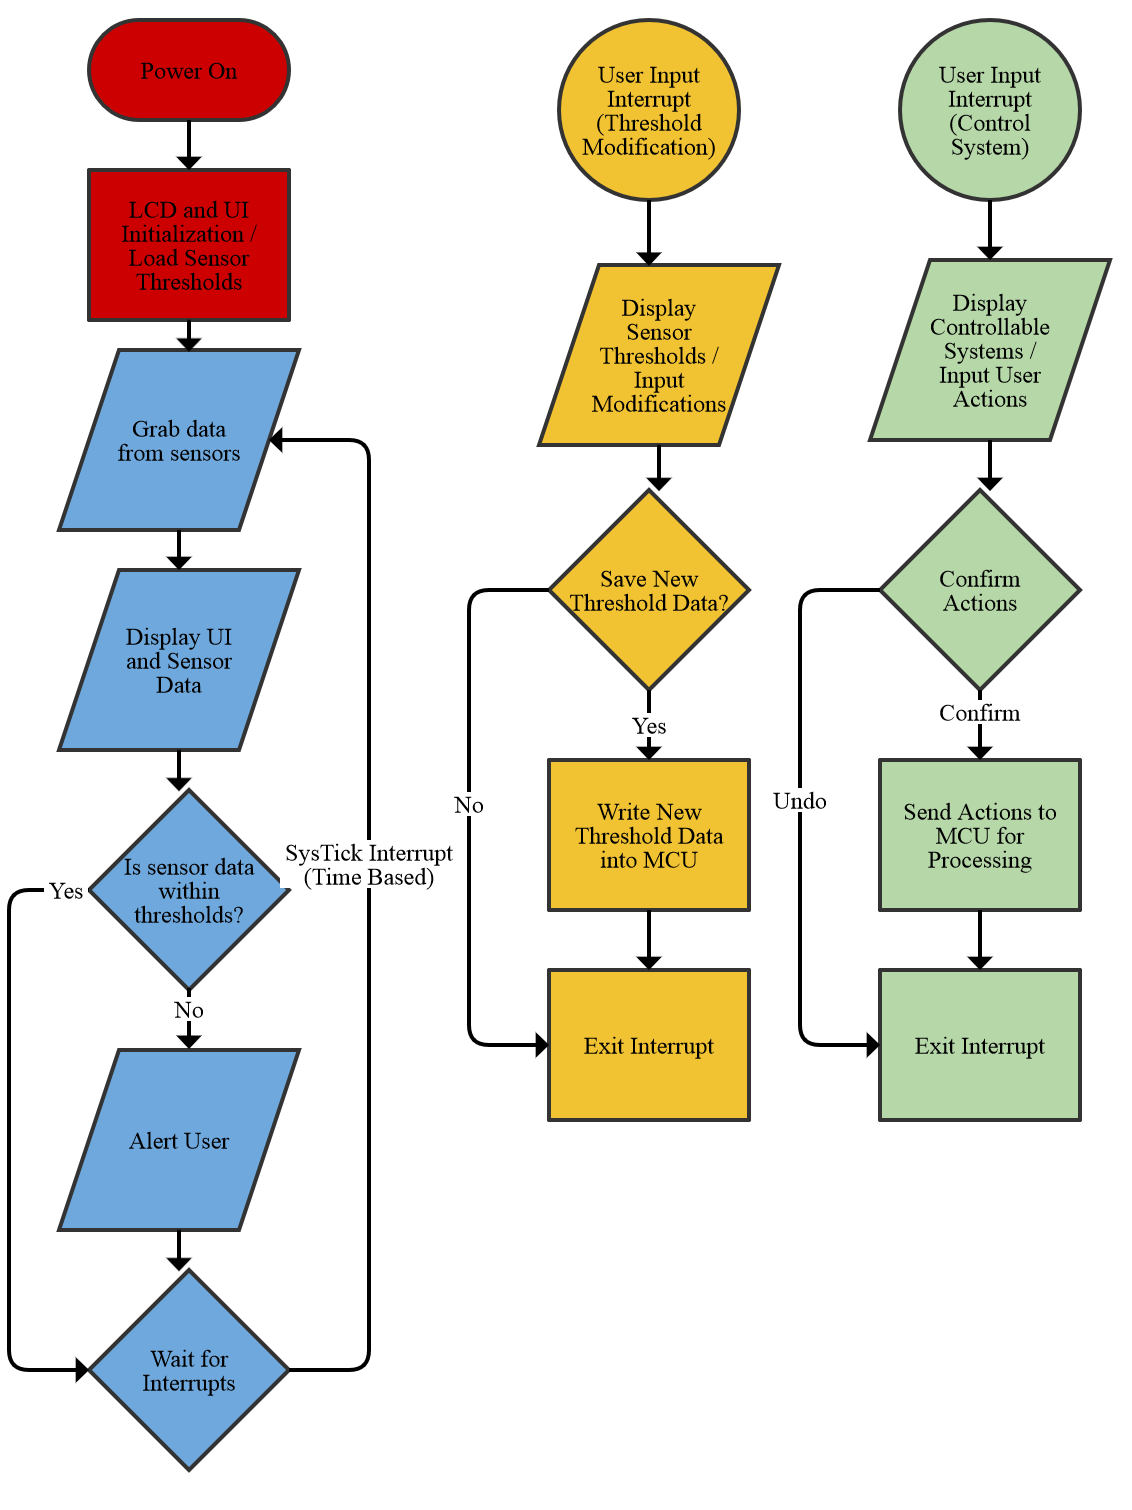 Power On
LCD and UI
Initialization /
Load Sensor
Thresholds
Grab data
from sensors
Display UI
and Sensor
Data
Is sensor data
within
thresholds?
Yes
No
Alert User
Wait for
Interrupts
SysTick Interrupt
(Time Based)
User Input
Interrupt
(Threshold
Modification)
Display
Sensor
Thresholds /
Input
Modifications
Save New
Threshold Data?
Yes
No
Write New
Threshold Data
into MCU
Exit Interrupt
User Input
Interrupt
(Control
System)
Display
Controllable
Systems /
Input User
Actions
Confirm
Actions
Confirm
Undo
Send Actions to
MCU for
Processing
Exit Interrupt